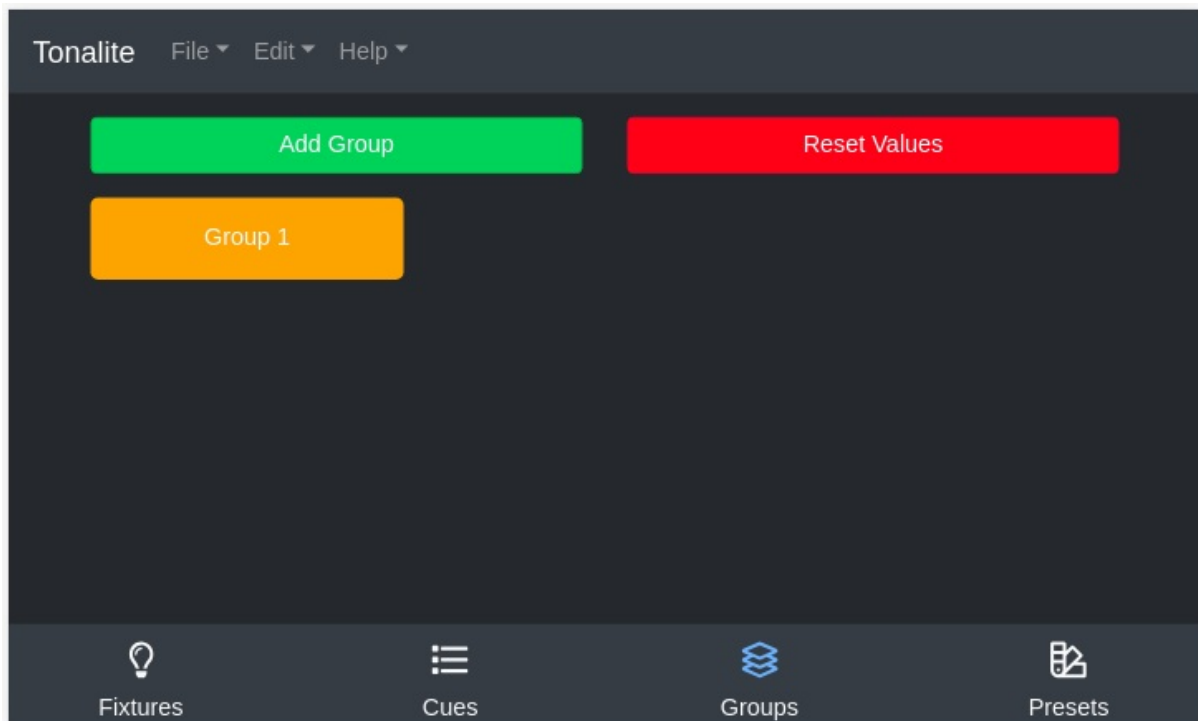 Tonalite File Edit Help
Add Group Reset Values
Group 1
Fixtures Cues Groups Presets